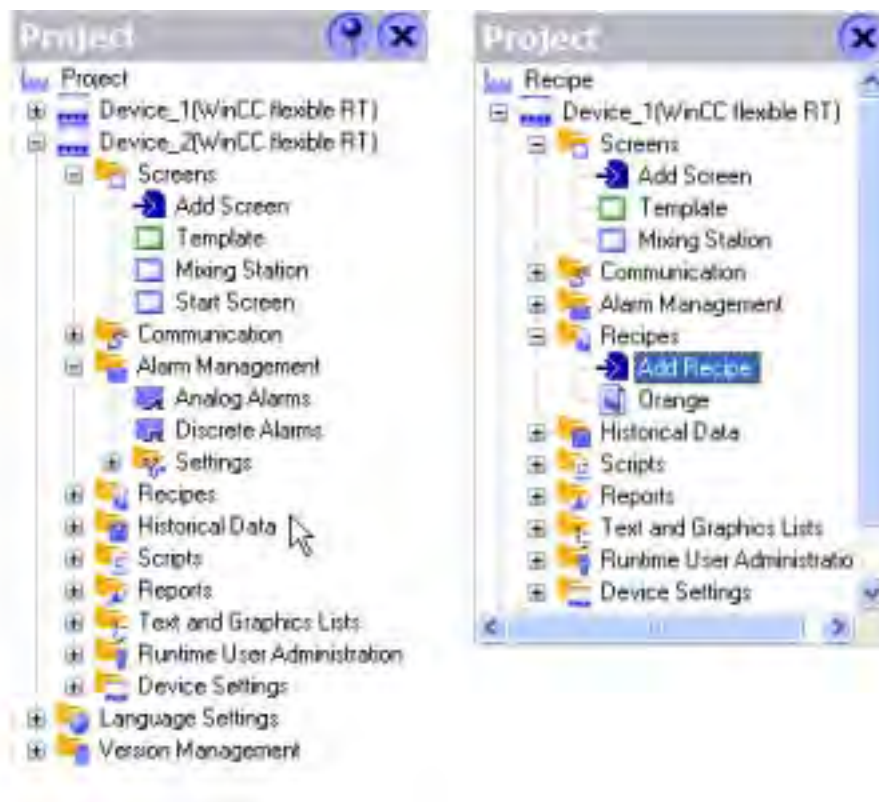 Project
Project
Device_1(WinCC flexible RT)
Device_2(WinCC flexible RT)
Screens
Add Screen
Template
Mixing Station
Start Screen
Communication
Alarm Management
Analog Alarms
Discrete Alarms
Settings
Recipes
Historical Data
Scripts
Reports
Text and Graphics Lists
Runtime User Administration
Device Settings
Language Settings
Version Management
Project
Recipe
Device_1(WinCC flexible RT)
Screens
Add Screen
Template
Mixing Station
Communication
Alarm Management
Recipes
Add Recipe
Orange
Historical Data
Scripts
Reports
Text and Graphics Lists
Runtime User Administratio
Device Settings